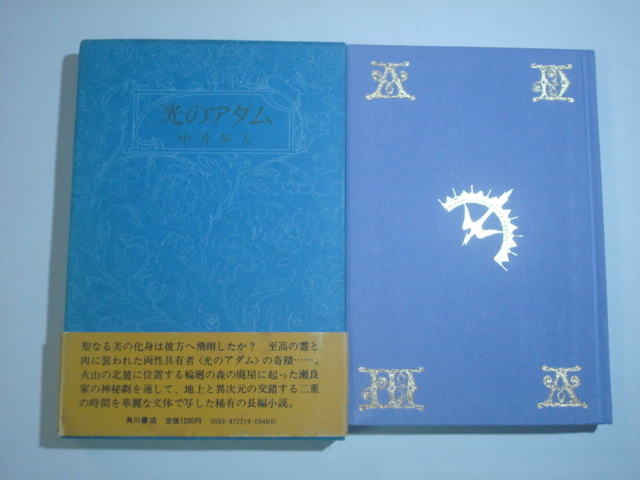 光のアダム
中井英夫
聖なる美の化身は彼方へ飛翔したか？　至高の霊と
肉に装われた両性具有者〈光のアダム〉の奇蹟……。
火山の北麓に位置する輪廻の森の廃屋に起った瀬良
家の神秘劇を通して、地上と異次元の交錯する二重
の時間を華麗な文体で写した稀有の長編小説。
角川書店　定価1200円　0093-872219-0946(0)
A D
M A